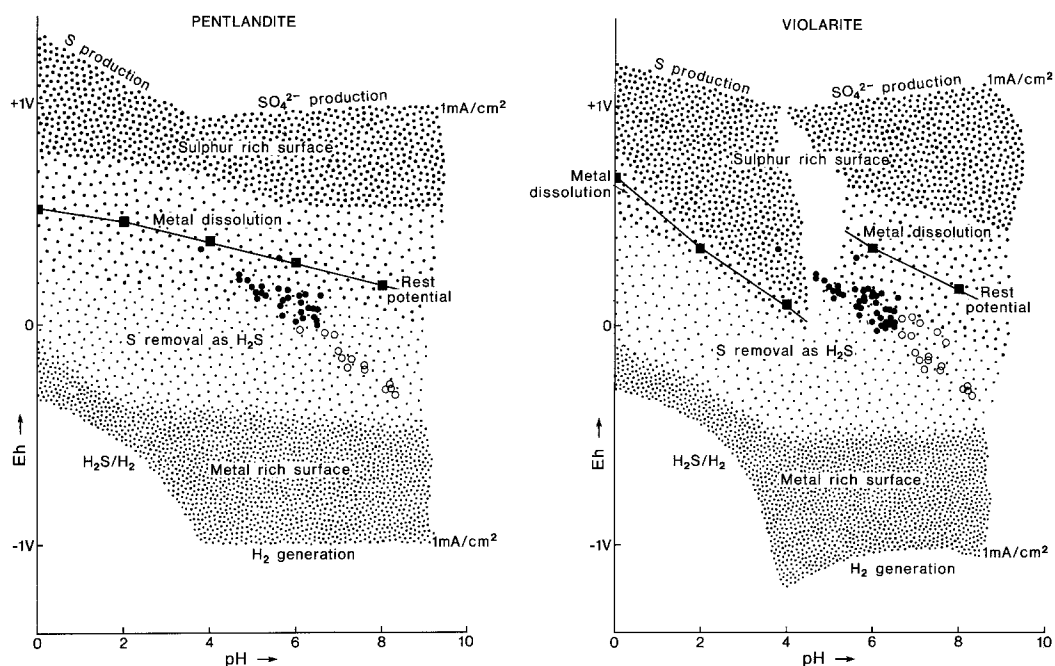 PENTLANDITE
S production
SO₄²⁻ production
1mA/cm²
+1V
Sulphur rich surface
Metal dissolution
Rest
potential
0
S removal as H₂S
Eh →
H₂S/H₂
Metal rich surface
-1V
1mA/cm²
H₂ generation
0 2 4 6 8 10
pH →
VIOLARITE
S production
SO₄²⁻ production
1mA/cm²
+1V
Sulphur rich surface
Metal
dissolution
Metal dissolution
Rest
potential
0
S removal as H₂S
Eh →
H₂S/H₂
Metal rich surface
-1V
1mA/cm²
H₂ generation
0 2 4 6 8 10
pH →